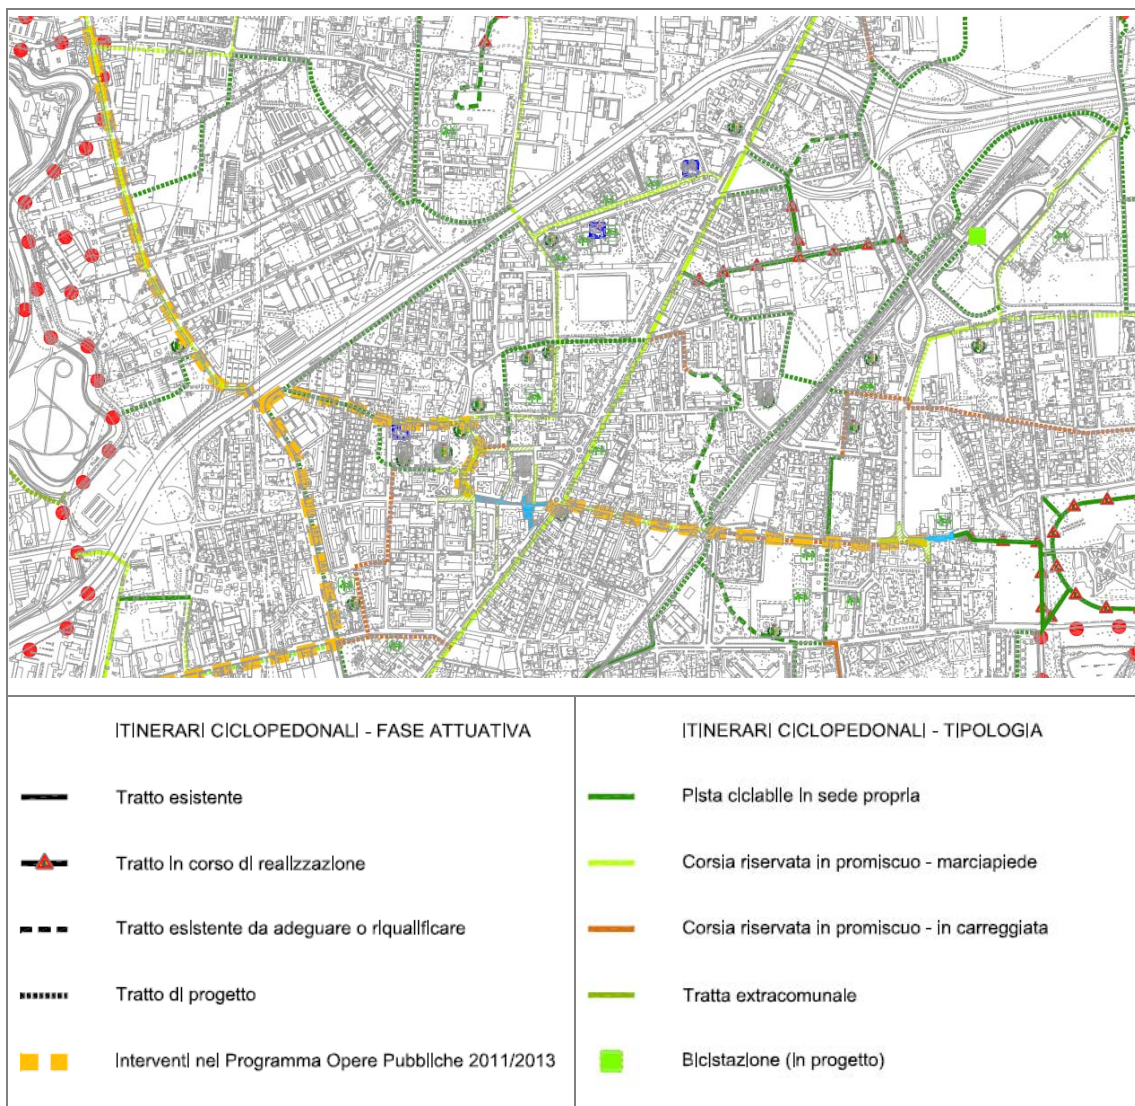 ITINERARI CICLOPEDONALI - FASE ATTUATIVA
Tratto esistente
Tratto in corso di realizzazione
Tratto esistente da adeguare o riqualificare
Tratto di progetto
Interventi nel Programma Opere Pubbliche 2011/2013
ITINERARI CICLOPEDONALI - TIPOLOGIA
Pista ciclabile in sede propria
Corsia riservata in promiscuo - marciapiede
Corsia riservata in promiscuo - in carreggiata
Tratta extracomunale
Bicistazione (in progetto)